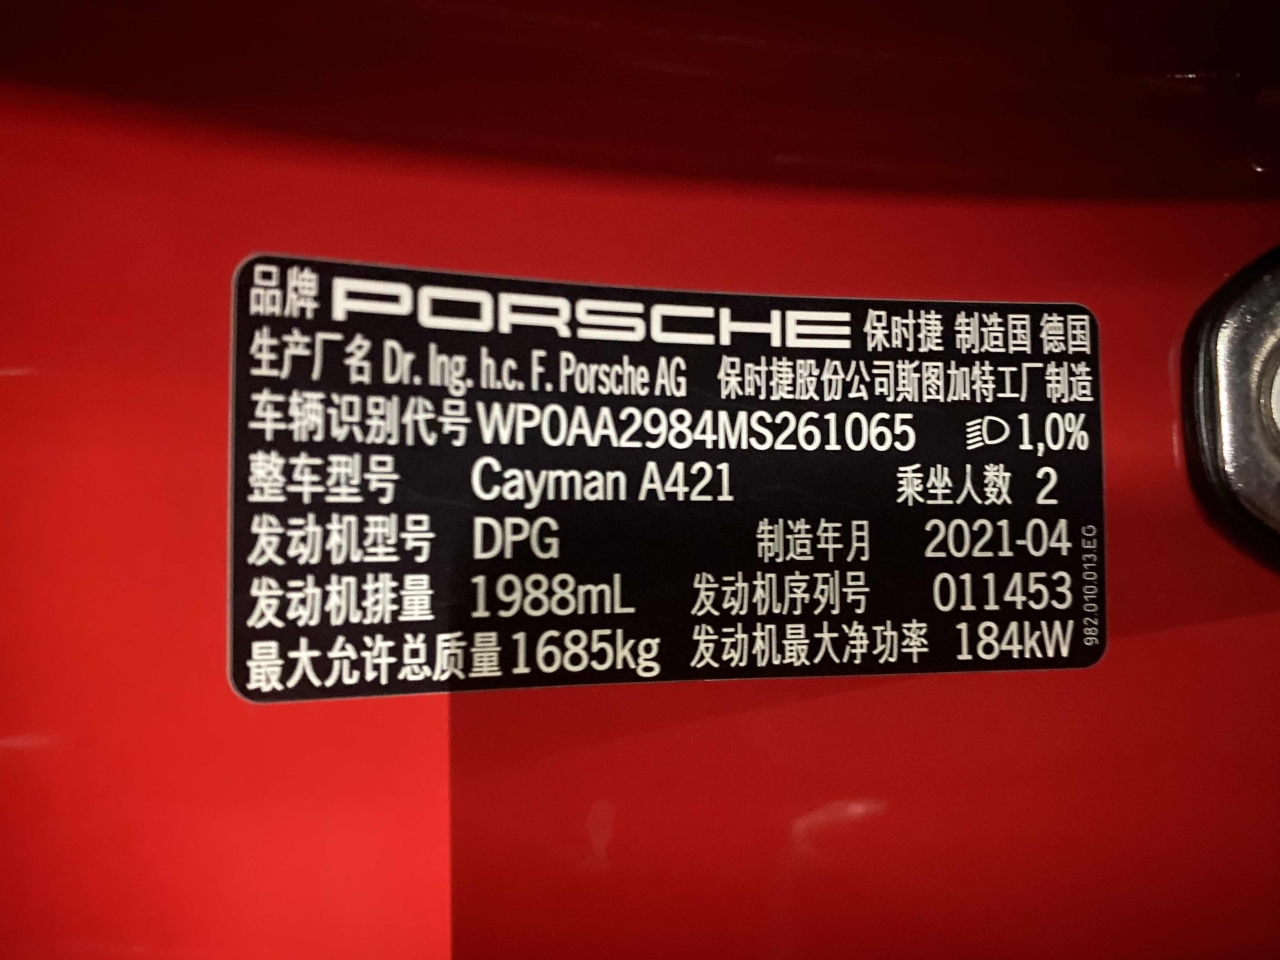 品牌 PORSCHE 保时捷 制造国 德国
生产厂名 Dr. Ing. h.c. F. Porsche AG 保时捷股份公司斯图加特工厂制造
车辆识别代号 WP0AA2984MS261065 1,0%
整车型号 Cayman A421 乘坐人数 2
发动机型号 DPG 制造年月 2021-04
发动机排量 1988mL 发动机序列号 011453
最大允许总质量 1685kg 发动机最大净功率 184kW
982.010.013.EG